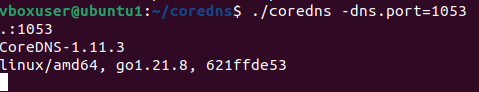 vboxuser@ubuntu1:~/coredns$ ./coredns -dns.port=1053
.:1053
CoreDNS-1.11.3
linux/amd64, go1.21.8, 621ffde53